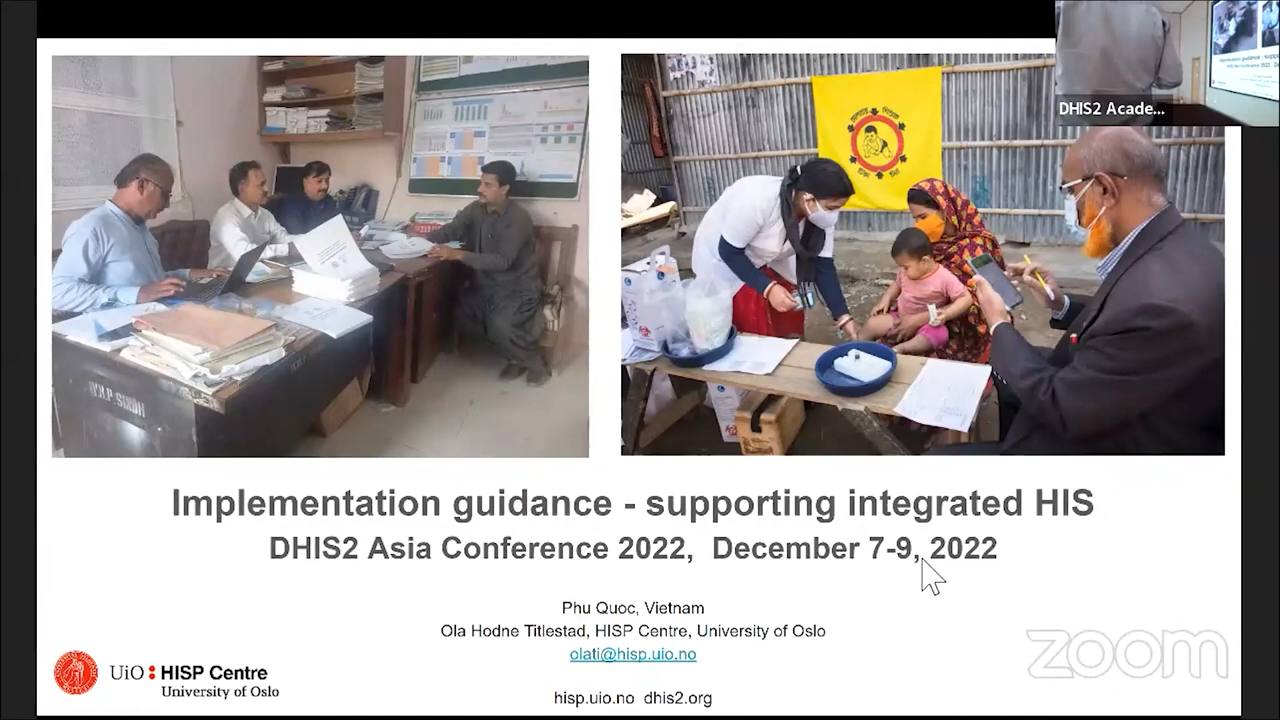 DHIS2 Acade...
Implementation guidance - supporting integrated HIS
DHIS2 Asia Conference 2022, December 7-9, 2022
Phu Quoc, Vietnam
Ola Hodne Titlestad, HISP Centre, University of Oslo
olati@hisp.uio.no
UiO HISP Centre
University of Oslo
hisp.uio.no dhis2.org
zoom